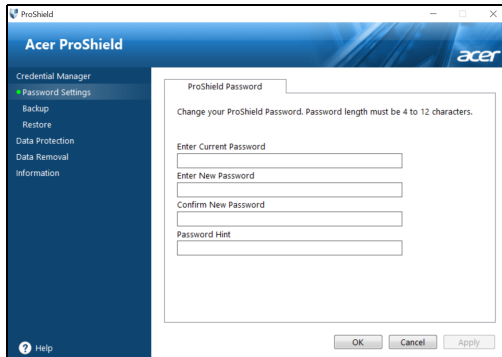 ProShield
Acer ProShield
acer
Credential Manager
Password Settings
Backup
Restore
Data Protection
Data Removal
Information
Help
ProShield Password
Change your ProShield Password. Password length must be 4 to 12 characters.
Enter Current Password
Enter New Password
Confirm New Password
Password Hint
OK
Cancel
Apply